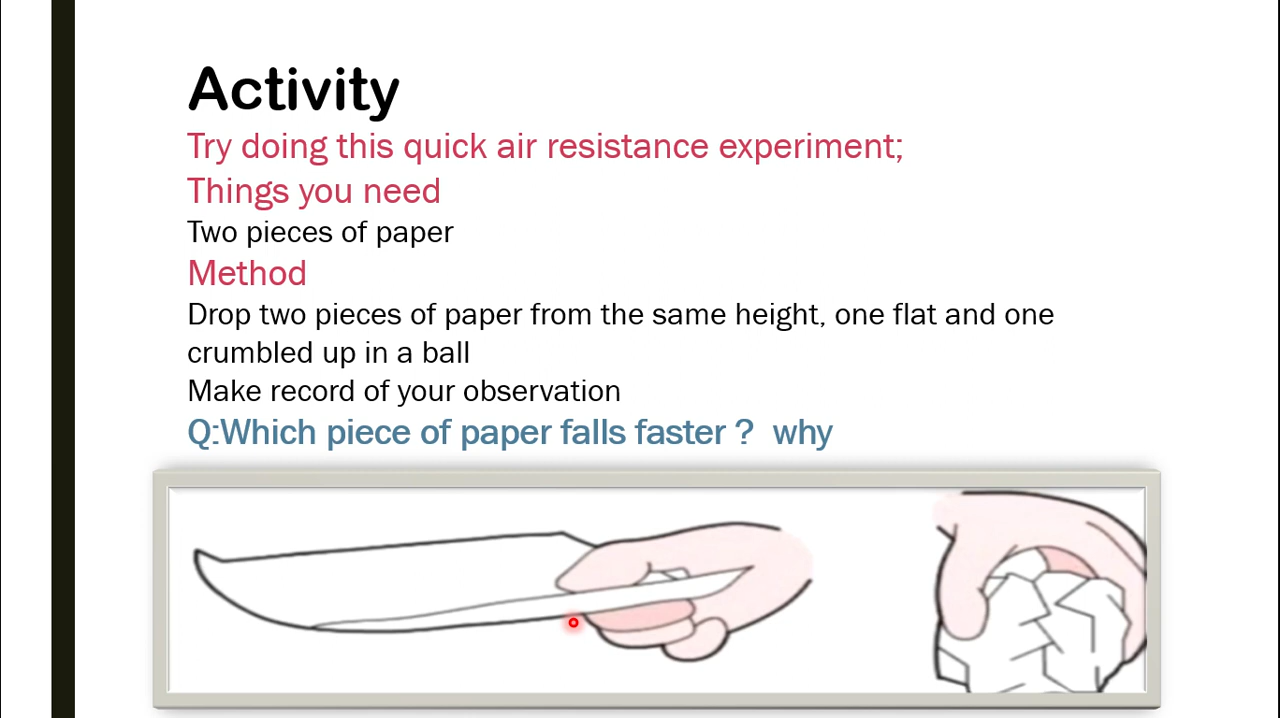 Activity
Try doing this quick air resistance experiment;
Things you need
Two pieces of paper
Method
Drop two pieces of paper from the same height, one flat and one
crumbled up in a ball
Make record of your observation
Q:Which piece of paper falls faster ? why